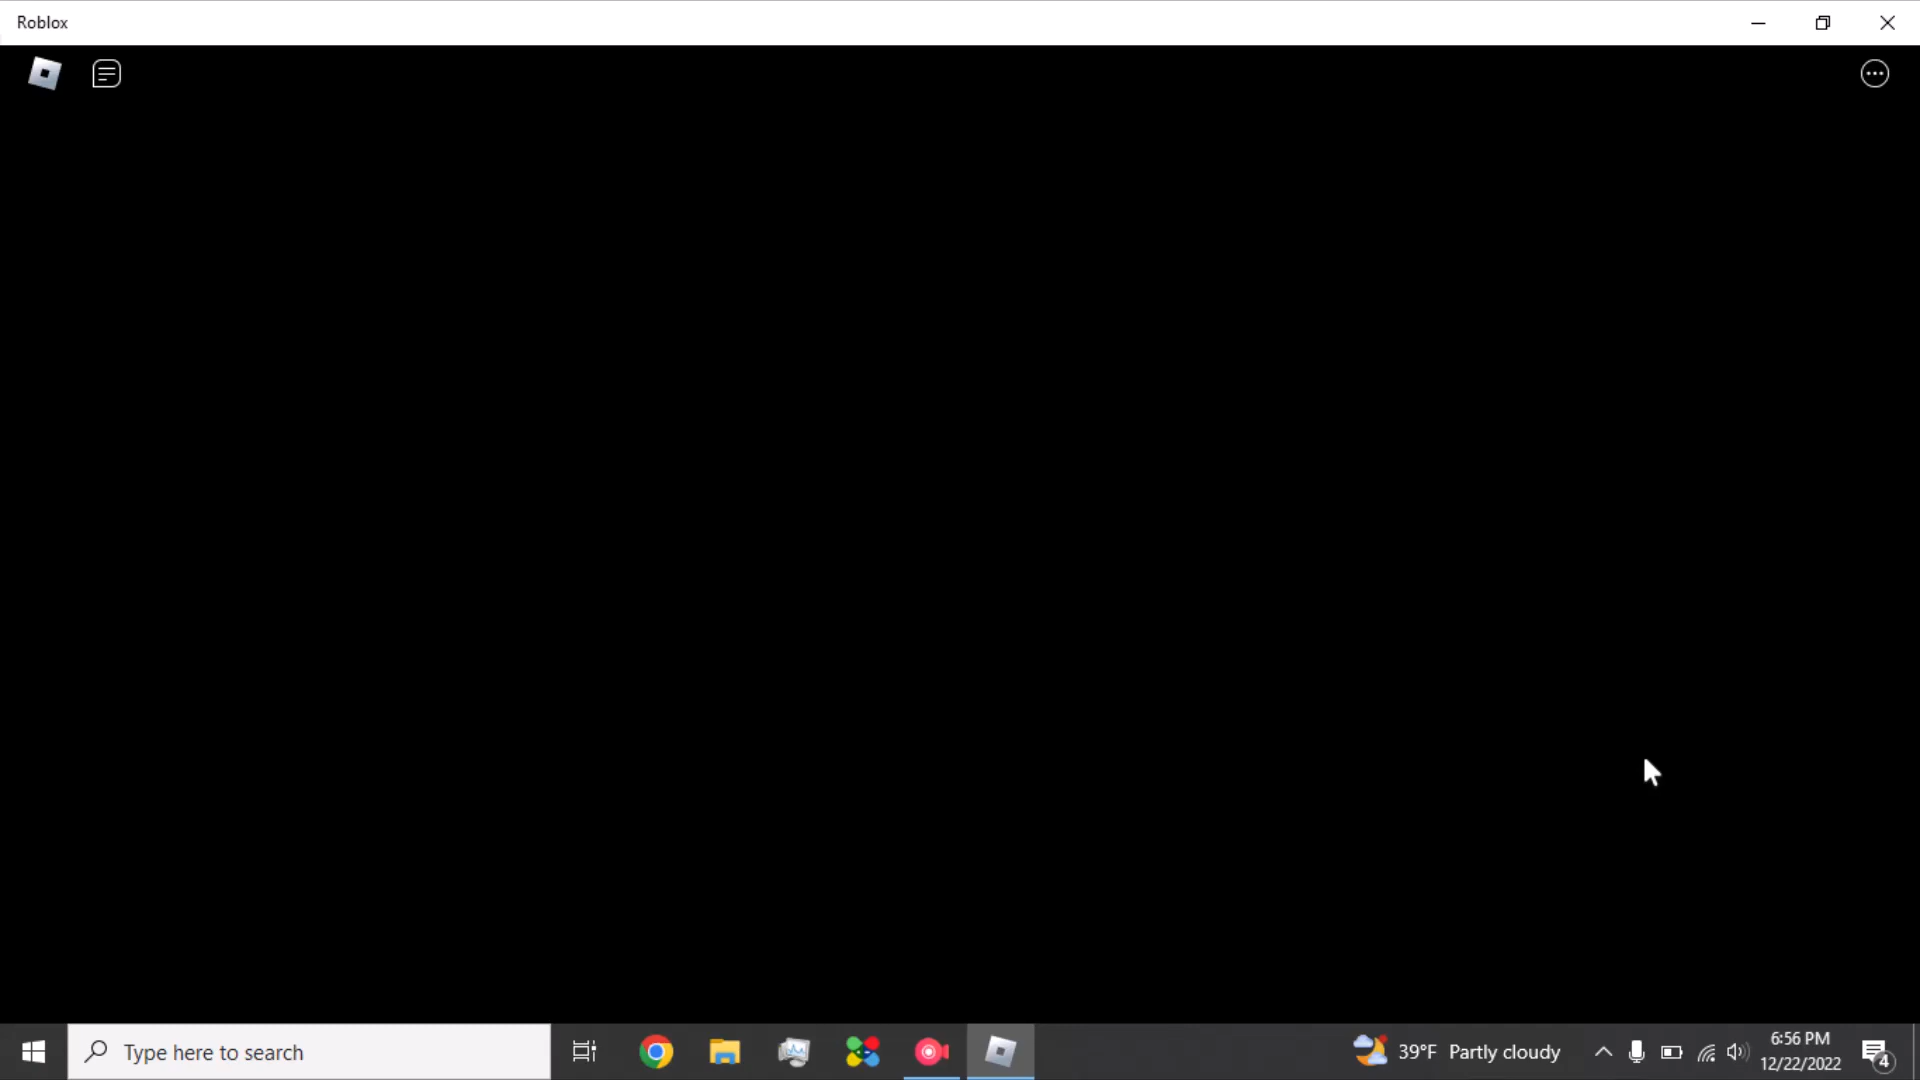 Roblox
Type here to search
39°F Partly cloudy
6:56 PM
12/22/2022
4